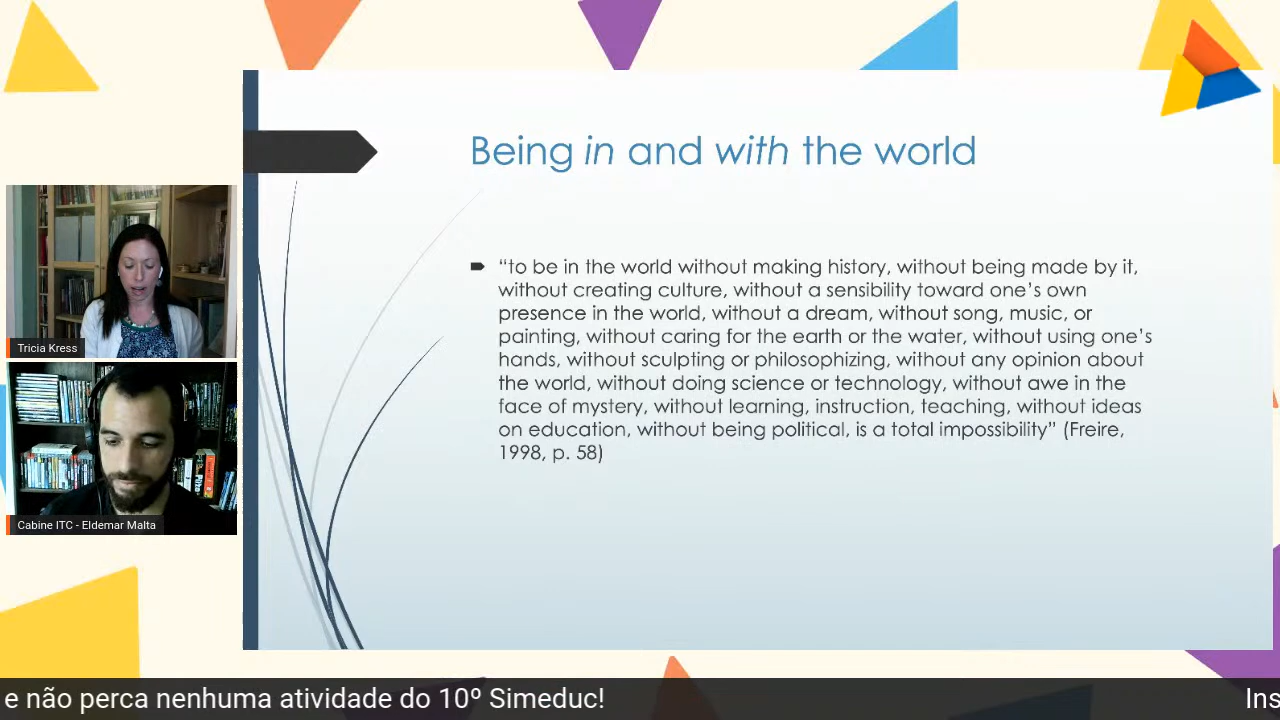 Being in and with the world
“to be in the world without making history, without being made by it,
without creating culture, without a sensibility toward one’s own
presence in the world, without a dream, without song, music, or
painting, without caring for the earth or the water, without using one’s
hands, without sculpting or philosophizing, without any opinion about
the world, without doing science or technology, without awe in the
face of mystery, without learning, instruction, teaching, without ideas
on education, without being political, is a total impossibility” (Freire,
1998, p. 58)
Tricia Kress
Cabine ITC - Eldemar Malta
e não perca nenhuma atividade do 10º Simeduc!
Ins